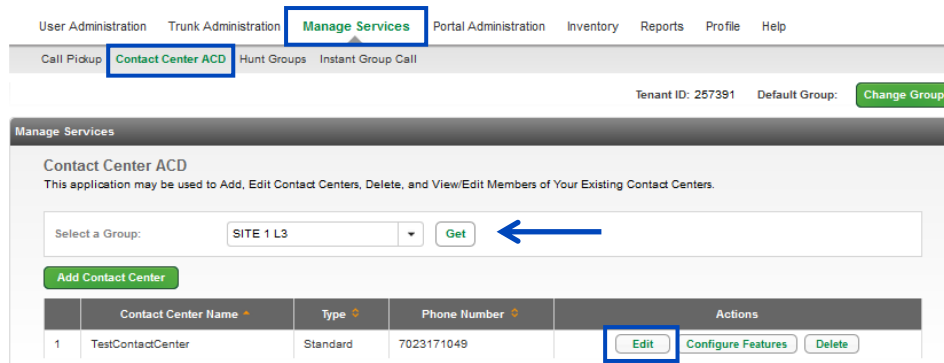 User Administration Trunk Administration Manage Services Portal Administration Inventory Reports Profile Help
Call Pickup Contact Center ACD Hunt Groups Instant Group Call
Tenant ID: 257391 Default Group: Change Group
Manage Services
Contact Center ACD
This application may be used to Add, Edit Contact Centers, Delete, and View/Edit Members of Your Existing Contact Centers.
Select a Group: SITE 1 L3 Get
Add Contact Center
Contact Center Name Type Phone Number Actions
1 TestContactCenter Standard 7023171049 Edit Configure Features Delete